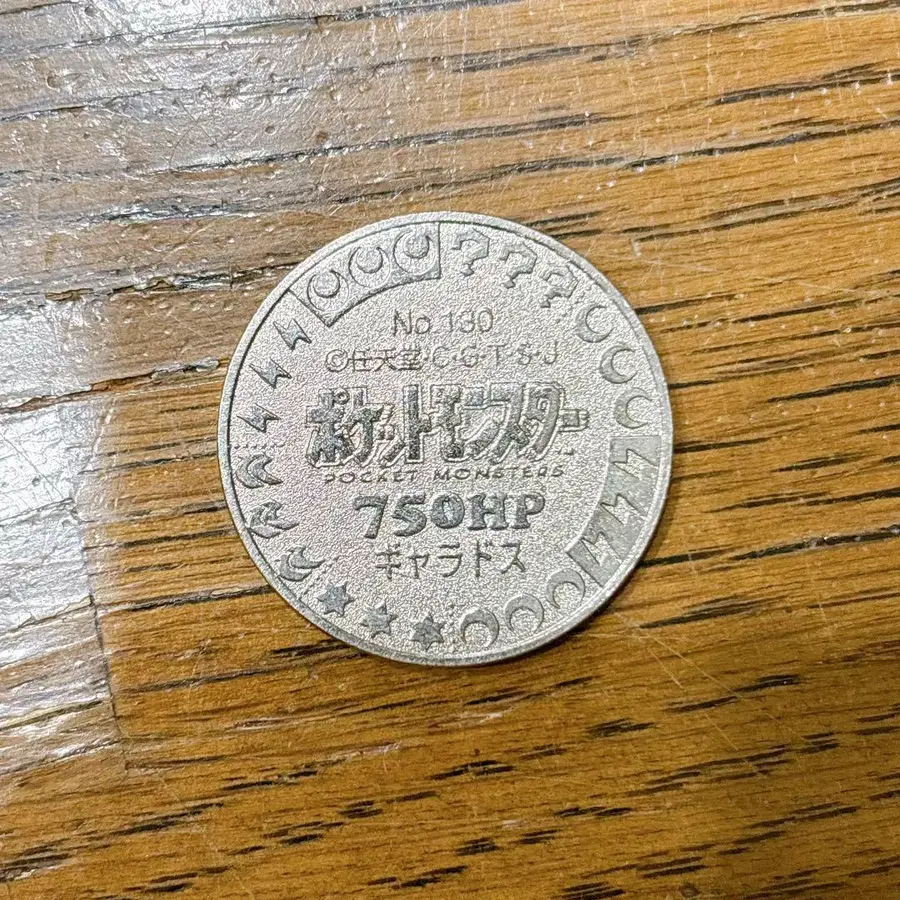 No.130
©任天堂・C・G・T・S・J
ポケットモンスター
POCKET MONSTERS
750HP
ギャラドス